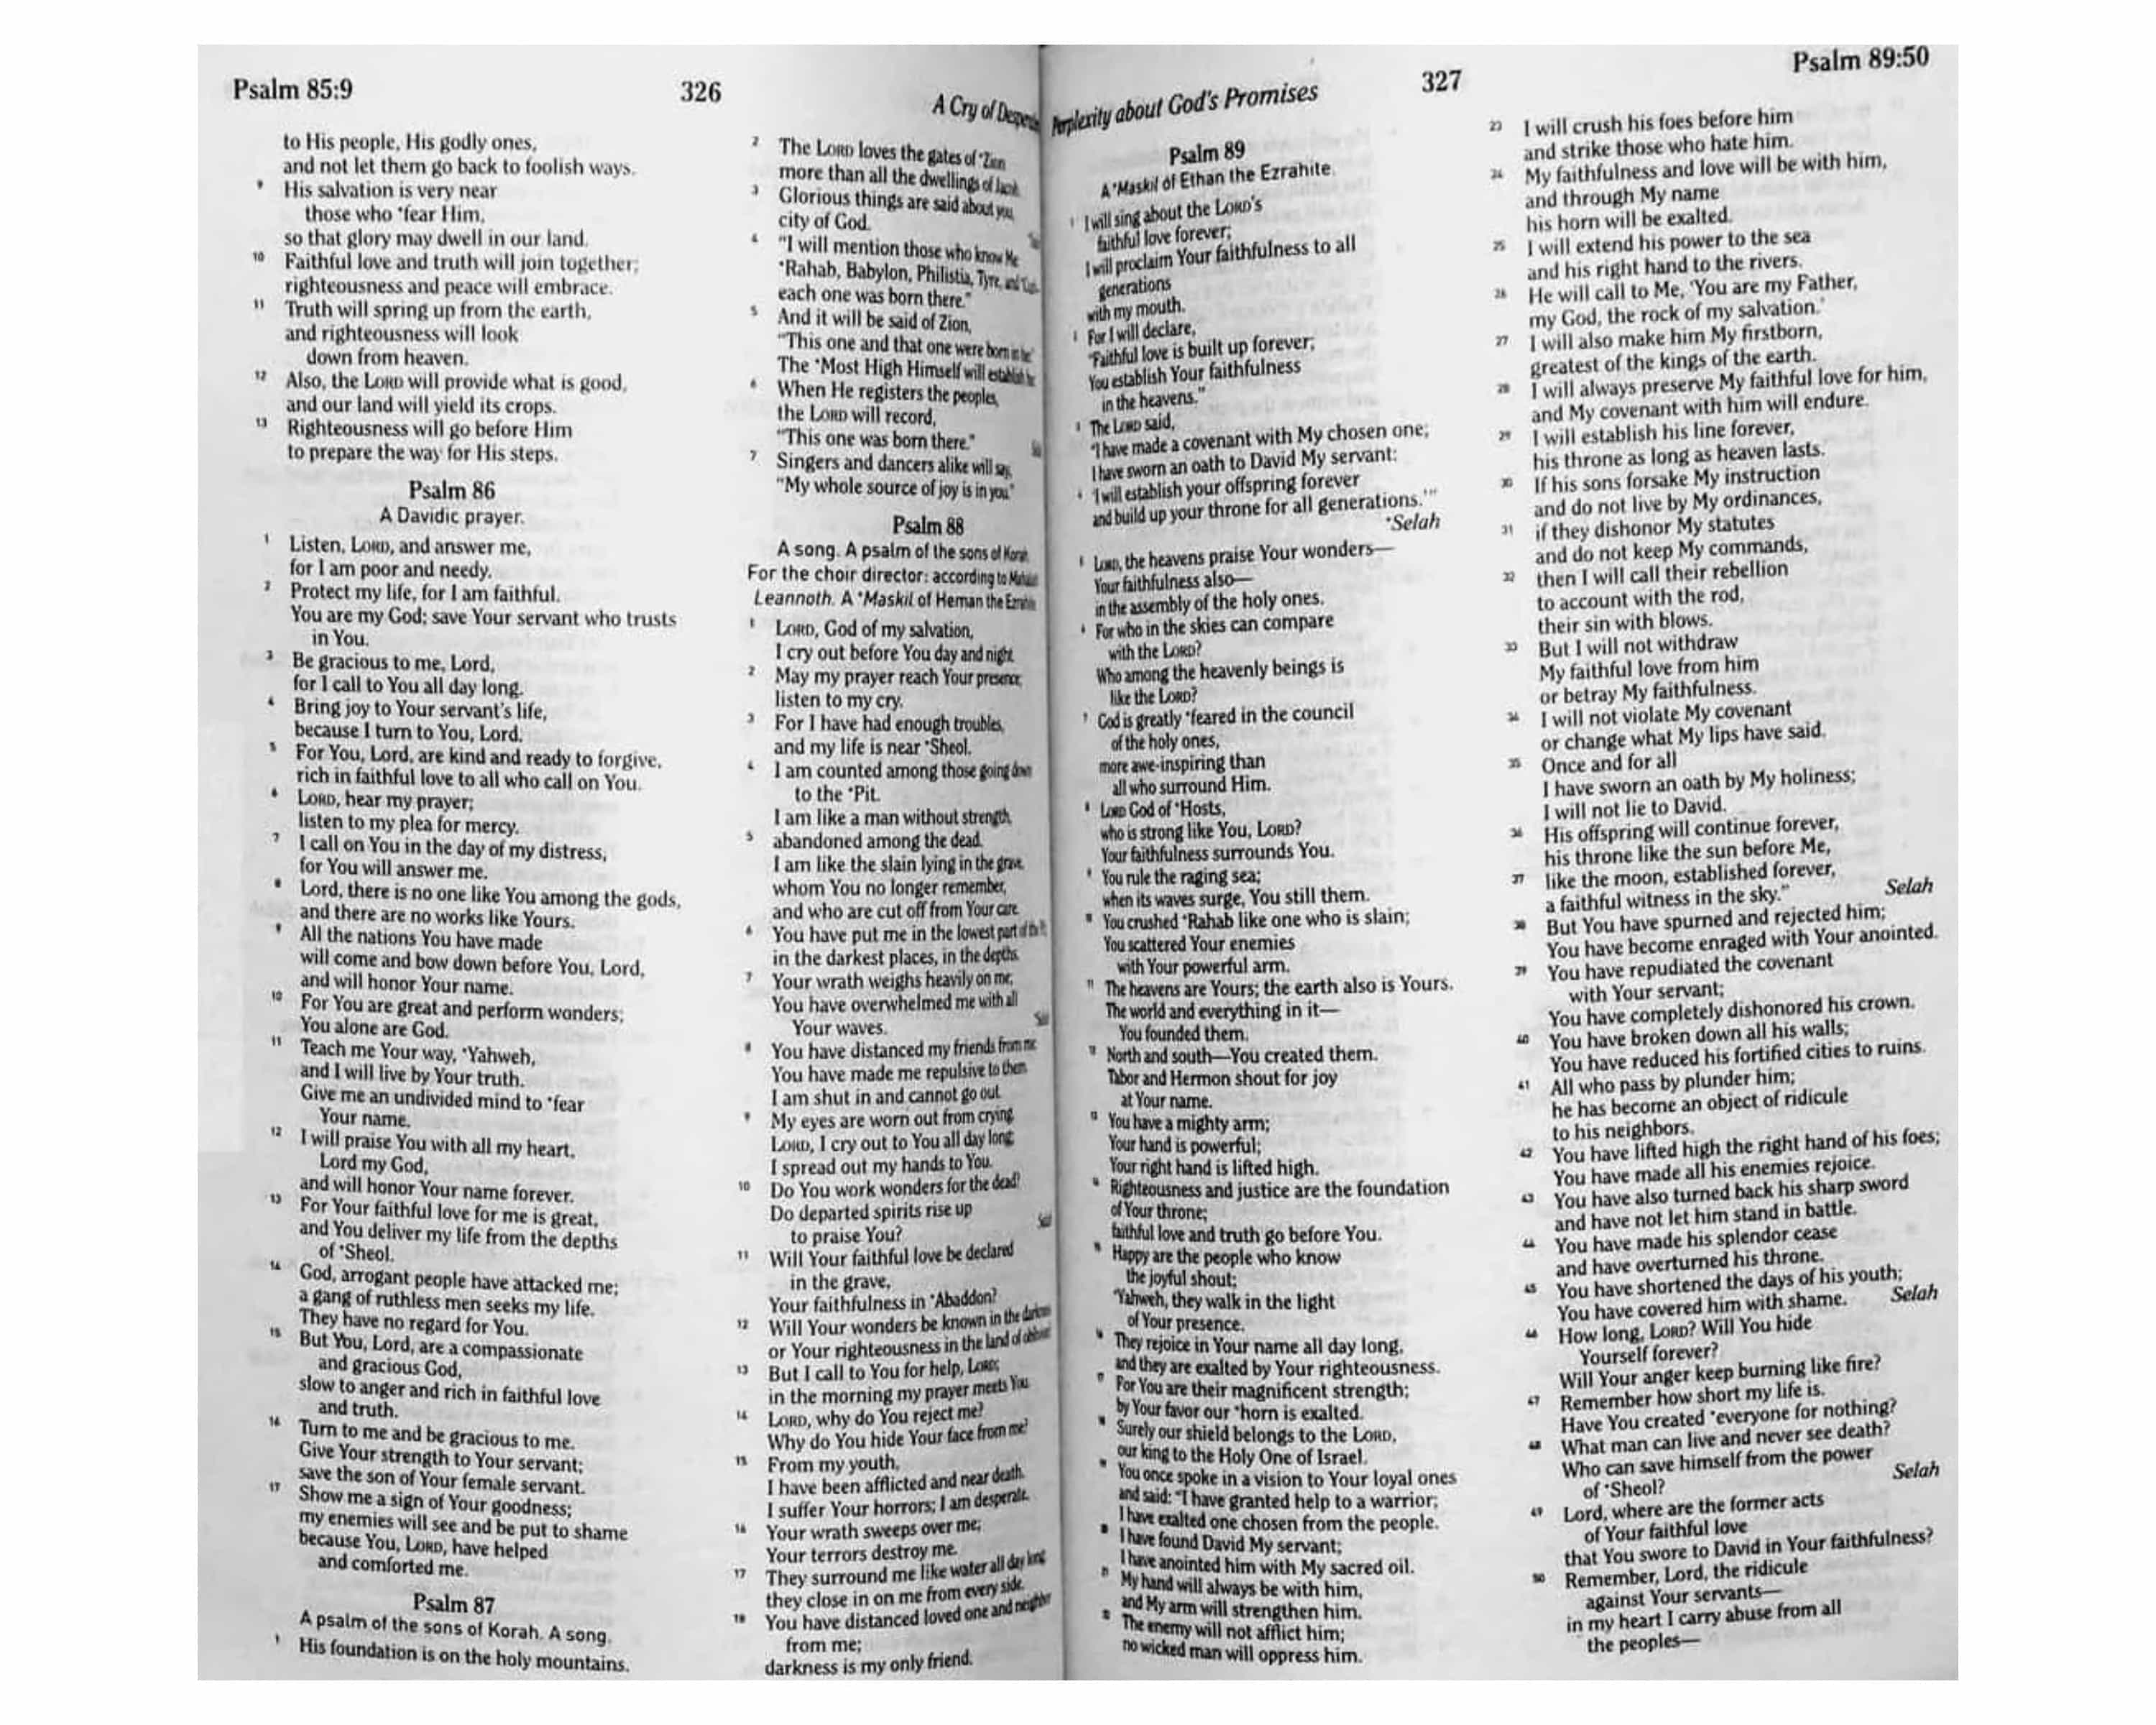 Psalm 85:9
326
A Cry of
to His people, His godly ones,
and not let them go back to foolish ways.
9 His salvation is very near
those who *fear Him,
so that glory may dwell in our land.
10 Faithful love and truth will join together;
righteousness and peace will embrace.
11 Truth will spring up from the earth,
and righteousness will look
down from heaven.
12 Also, the LORD will provide what is good,
and our land will yield its crops.
13 Righteousness will go before Him
to prepare the way for His steps.
Psalm 86
A Davidic prayer.
1 Listen, LORD, and answer me,
for I am poor and needy.
2 Protect my life, for I am faithful.
You are my God; save Your servant who trusts
in You.
3 Be gracious to me, Lord,
for I call to You all day long.
4 Bring joy to Your servant's life,
because I turn to You, Lord.
5 For You, Lord, are kind and ready to forgive,
rich in faithful love to all who call on You.
6 LORD, hear my prayer;
listen to my plea for mercy.
7 I call on You in the day of my distress,
for You will answer me.
8 Lord, there is no one like You among the gods,
and there are no works like Yours.
9 All the nations You have made
will come and bow down before You, Lord,
and will honor Your name.
10 For You are great and perform wonders;
You alone are God.
11 Teach me Your way, *Yahweh,
and I will live by Your truth.
Give me an undivided mind to *fear
Your name.
12 I will praise You with all my heart,
Lord my God,
and will honor Your name forever.
13 For Your faithful love for me is great,
and You deliver my life from the depths
of *Sheol.
14 God, arrogant people have attacked me;
a gang of ruthless men seeks my life.
They have no regard for You.
15 But You, Lord, are a compassionate
and gracious God,
slow to anger and rich in faithful love
and truth.
16 Turn to me and be gracious to me.
Give Your strength to Your servant;
save the son of Your female servant.
17 Show me a sign of Your goodness;
my enemies will see and be put to shame
because You, LORD, have helped
and comforted me.
Psalm 87
A psalm of the sons of Korah. A song.
1 His foundation is on the holy mountains.
2 The LORD loves the gates of *Zion
more than all the dwellings of Jacob.
3 Glorious things are said about you,
city of God.
4 "I will mention those who know Me
*Rahab, Babylon, Philistia, Tyre, and
each one was born there."
5 And it will be said of Zion,
"This one and that one were born in her."
The *Most High Himself will establish her.
6 When He registers the peoples,
the LORD will record,
"This one was born there."
7 Singers and dancers alike will say,
"My whole source of joy is in you."
Psalm 88
A song. A psalm of the sons of Korah.
For the choir director: according to
Leannoth. A *Maskil of Heman the Ezrahite
1 LORD, God of my salvation,
I cry out before You day and night.
2 May my prayer reach Your presence;
listen to my cry.
3 For I have had enough troubles,
and my life is near *Sheol.
4 I am counted among those going down
to the *Pit.
I am like a man without strength,
5 abandoned among the dead.
I am like the slain lying in the grave,
whom You no longer remember,
and who are cut off from Your care.
6 You have put me in the lowest part of the
in the darkest places, in the depths.
7 Your wrath weighs heavily on me;
You have overwhelmed me with all
Your waves.
8 You have distanced my friends from me;
You have made me repulsive to them.
I am shut in and cannot go out.
9 My eyes are worn out from crying.
LORD, I cry out to You all day long;
I spread out my hands to You.
10 Do You work wonders for the dead?
Do departed spirits rise up
to praise You?
11 Will Your faithful love be declared
in the grave,
Your faithfulness in *Abaddon?
12 Will Your wonders be known in the darkness
or Your righteousness in the land of oblivion?
13 But I call to You for help, LORD;
in the morning my prayer meets You.
14 LORD, why do You reject me?
Why do You hide Your face from me?
15 From my youth,
I have been afflicted and near death.
I suffer Your horrors; I am desperate.
16 Your wrath sweeps over me;
Your terrors destroy me.
17 They surround me like water all day long;
they close in on me from every side.
18 You have distanced loved one and neighbor
from me;
darkness is my only friend.
Perplexity about God's Promises
327
Psalm 89:50
Psalm 89
A *Maskil of Ethan the Ezrahite.
1 I will sing about the LORD's
faithful love forever;
I will proclaim Your faithfulness to all
generations
with my mouth.
2 For I will declare,
"Faithful love is built up forever;
You establish Your faithfulness
in the heavens."
3 The LORD said,
"I have made a covenant with My chosen one;
I have sworn an oath to David My servant:
4 'I will establish your offspring forever
and build up your throne for all generations.'"
*Selah
5 LORD, the heavens praise Your wonders—
Your faithfulness also—
in the assembly of the holy ones.
6 For who in the skies can compare
with the LORD?
Who among the heavenly beings is
like the LORD?
7 God is greatly *feared in the council
of the holy ones,
more awe-inspiring than
all who surround Him.
8 LORD God of *Hosts,
who is strong like You, LORD?
Your faithfulness surrounds You.
9 You rule the raging sea;
when its waves surge, You still them.
10 You crushed *Rahab like one who is slain;
You scattered Your enemies
with Your powerful arm.
11 The heavens are Yours; the earth also is Yours.
The world and everything in it—
You founded them.
12 North and south—You created them.
Tabor and Hermon shout for joy
at Your name.
13 You have a mighty arm;
Your hand is powerful;
Your right hand is lifted high.
14 Righteousness and justice are the foundation
of Your throne;
faithful love and truth go before You.
15 Happy are the people who know
the joyful shout;
*Yahweh, they walk in the light
of Your presence.
16 They rejoice in Your name all day long,
and they are exalted by Your righteousness.
17 For You are their magnificent strength;
by Your favor our *horn is exalted.
18 Surely our shield belongs to the LORD,
our king to the Holy One of Israel.
19 You once spoke in a vision to Your loyal ones
and said: "I have granted help to a warrior;
I have exalted one chosen from the people.
20 I have found David My servant;
I have anointed him with My sacred oil.
21 My hand will always be with him,
and My arm will strengthen him.
22 The enemy will not afflict him;
no wicked man will oppress him.
23 I will crush his foes before him
and strike those who hate him.
24 My faithfulness and love will be with him,
and through My name
his horn will be exalted.
25 I will extend his power to the sea
and his right hand to the rivers.
26 He will call to Me, 'You are my Father,
my God, the rock of my salvation.'
27 I will also make him My firstborn,
greatest of the kings of the earth.
28 I will always preserve My faithful love for him,
and My covenant with him will endure.
29 I will establish his line forever,
his throne as long as heaven lasts.
30 If his sons forsake My instruction
and do not live by My ordinances,
31 if they dishonor My statutes
and do not keep My commands,
32 then I will call their rebellion
to account with the rod,
their sin with blows.
33 But I will not withdraw
My faithful love from him
or betray My faithfulness.
34 I will not violate My covenant
or change what My lips have said.
35 Once and for all
I have sworn an oath by My holiness;
I will not lie to David.
36 His offspring will continue forever,
his throne like the sun before Me,
37 like the moon, established forever,
a faithful witness in the sky." Selah
38 But You have spurned and rejected him;
You have become enraged with Your anointed.
39 You have repudiated the covenant
with Your servant;
You have completely dishonored his crown.
40 You have broken down all his walls;
You have reduced his fortified cities to ruins.
41 All who pass by plunder him;
he has become an object of ridicule
to his neighbors.
42 You have lifted high the right hand of his foes;
You have made all his enemies rejoice.
43 You have also turned back his sharp sword
and have not let him stand in battle.
44 You have made his splendor cease
and have overturned his throne.
45 You have shortened the days of his youth;
You have covered him with shame. Selah
46 How long, LORD? Will You hide
Yourself forever?
Will Your anger keep burning like fire?
47 Remember how short my life is.
Have You created *everyone for nothing?
48 What man can live and never see death?
Who can save himself from the power
of *Sheol? Selah
49 Lord, where are the former acts
of Your faithful love
that You swore to David in Your faithfulness?
50 Remember, Lord, the ridicule
against Your servants—
in my heart I carry abuse from all
the peoples—